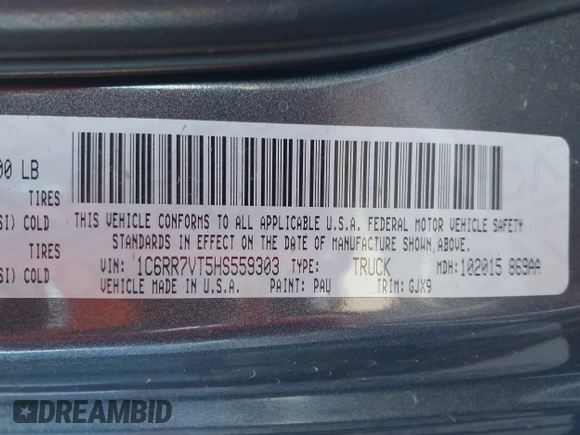 00 LB
TIRES
SI) COLD
TIRES
SI) COLD
THIS VEHICLE CONFORMS TO ALL APPLICABLE U.S.A. FEDERAL MOTOR VEHICLE SAFETY
STANDARDS IN EFFECT ON THE DATE OF MANUFACTURE SHOWN ABOVE.
VIN: 1C6RR7VT5HS559303 TYPE: TRUCK MDH: 102015 869AA
VEHICLE MADE IN U.S.A. PAINT: PAU TRIM: GJX9
DREAMBID